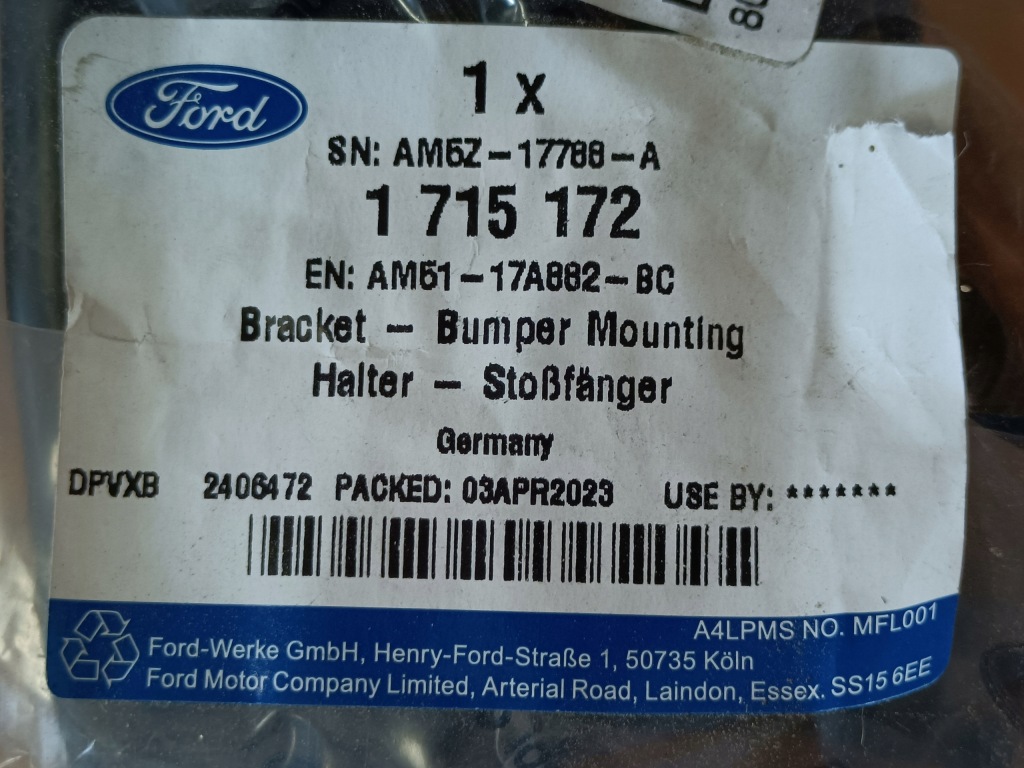 Ford
1 x
SN: AM5Z-17788-A
1 715 172
EN: AM51-17A882-BC
Bracket - Bumper Mounting
Halter - Stoßfänger
Germany
DPVXB 2406472 PACKED: 03APR2023 USE BY: *******
A4LPMS NO. MFL001
Ford-Werke GmbH, Henry-Ford-Straße 1, 50735 Köln
Ford Motor Company Limited, Arterial Road, Laindon, Essex. SS15 6EE